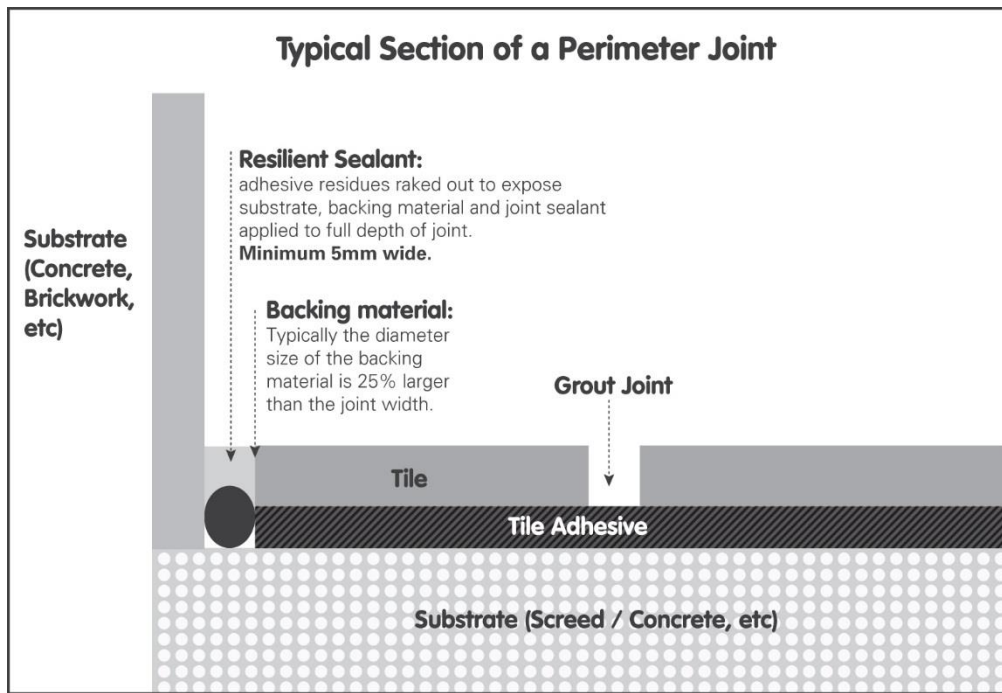 Typical Section of a Perimeter Joint
Resilient Sealant:
adhesive residues raked out to expose
substrate, backing material and joint sealant
applied to full depth of joint.
Minimum 5mm wide.
Substrate
(Concrete,
Brickwork,
etc)
Backing material:
Typically the diameter
size of the backing
material is 25% larger
than the joint width.
Grout Joint
Tile
Tile Adhesive
Substrate (Screed / Concrete, etc)